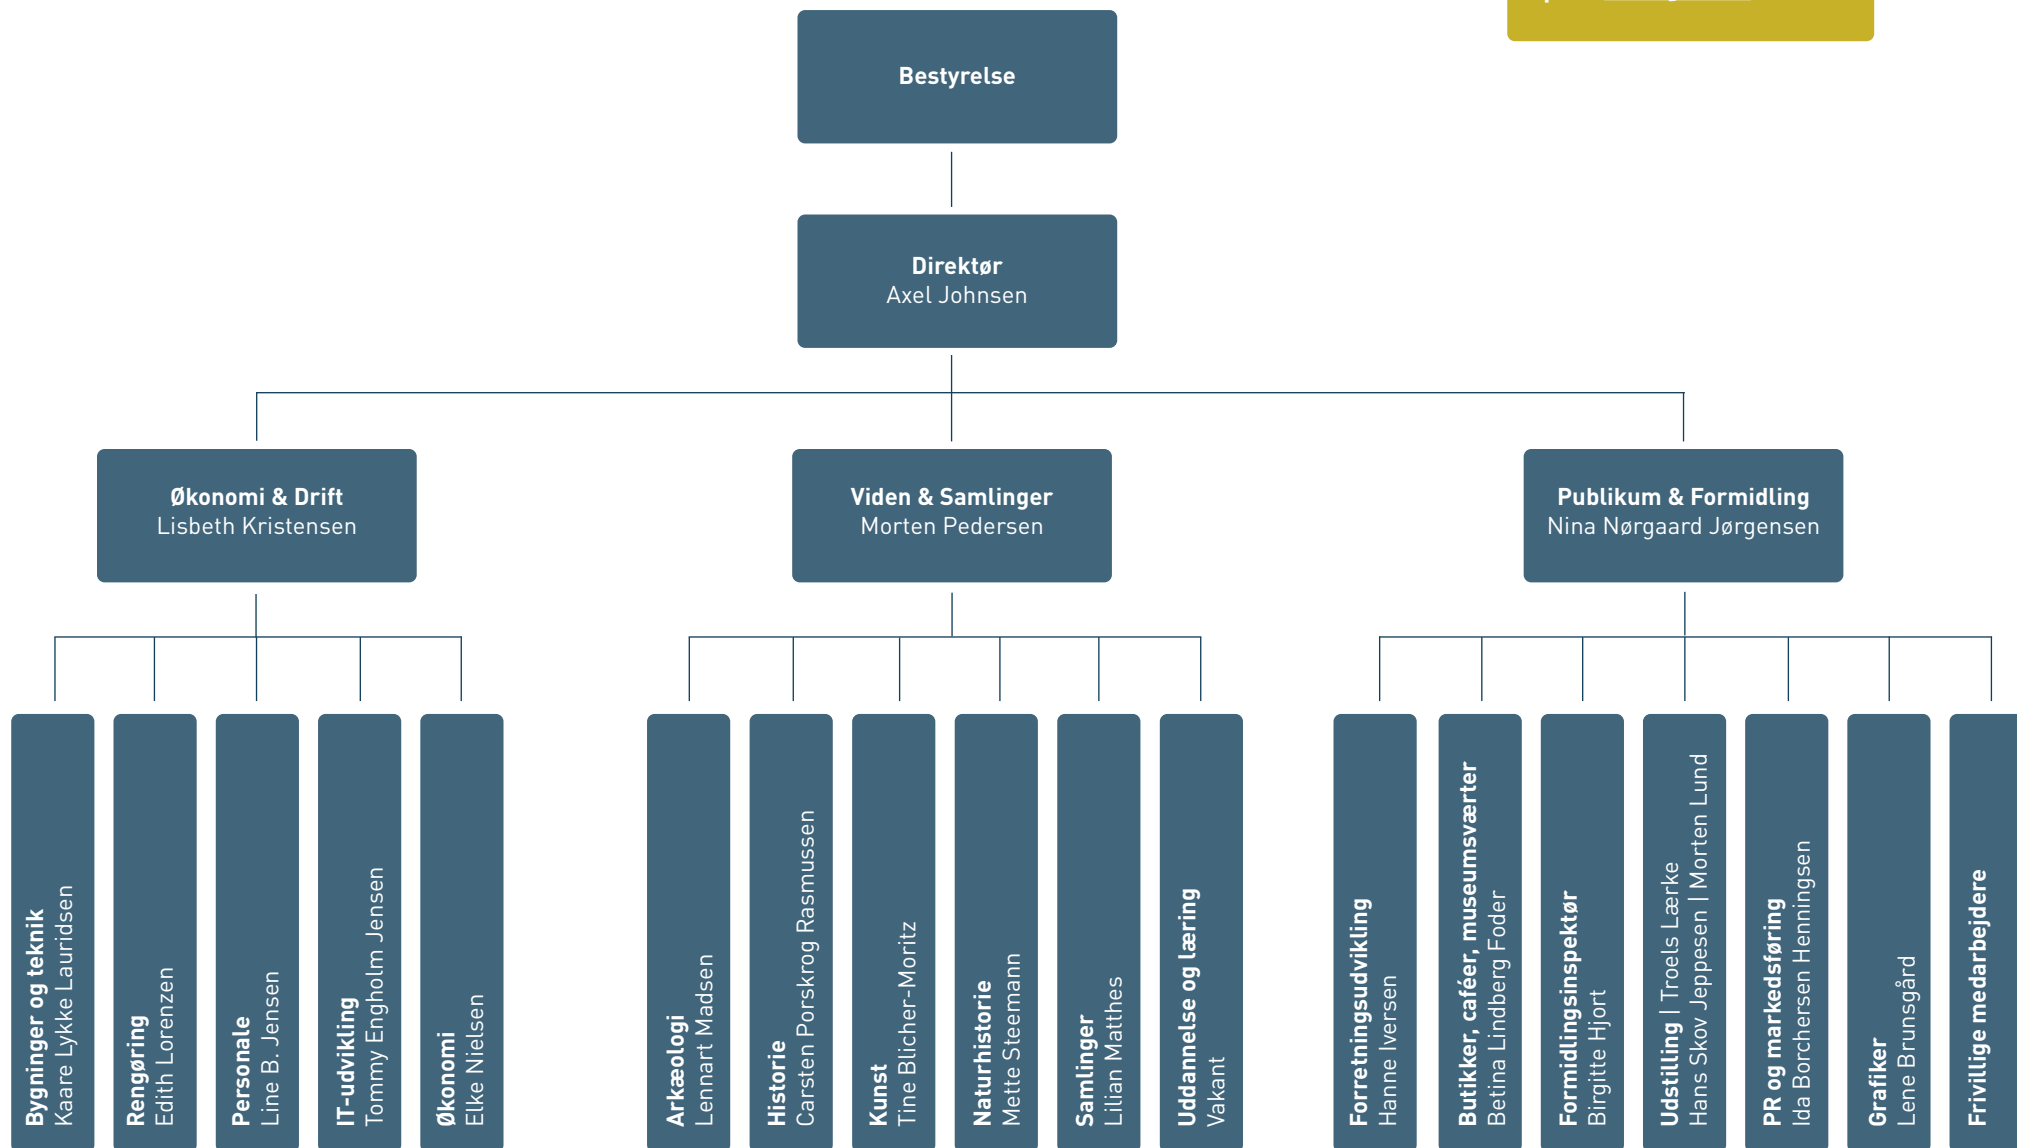 Bestyrelse
Direktør
Axel Johnsen
Økonomi & Drift
Lisbeth Kristensen
Viden & Samlinger
Morten Pedersen
Publikum & Formidling
Nina Nørgaard Jørgensen
Bygninger og teknik
Kaare Lykke Lauridsen
Rengøring
Edith Lorenzen
Personale
Line B. Jensen
IT-udvikling
Tommy Engholm Jensen
Økonomi
Elke Nielsen
Arkæologi
Lennart Madsen
Historie
Carsten Porskrog Rasmussen
Kunst
Tine Blicher-Moritz
Naturhistorie
Mette Steemann
Samlinger
Lilian Matthes
Uddannelse og læring
Vakant
Forretningsudvikling
Hanne Iversen
Butikker, caféer, museumsværter
Betina Lindberg Foder
Formidlingsinspektør
Birgitte Hjort
Udstilling | Troels Lærke
Hans Skov Jeppesen | Morten Lund
PR og markedsføring
Ida Borchersen Henningsen
Grafiker
Lene Brunsgård
Frivillige medarbejdere